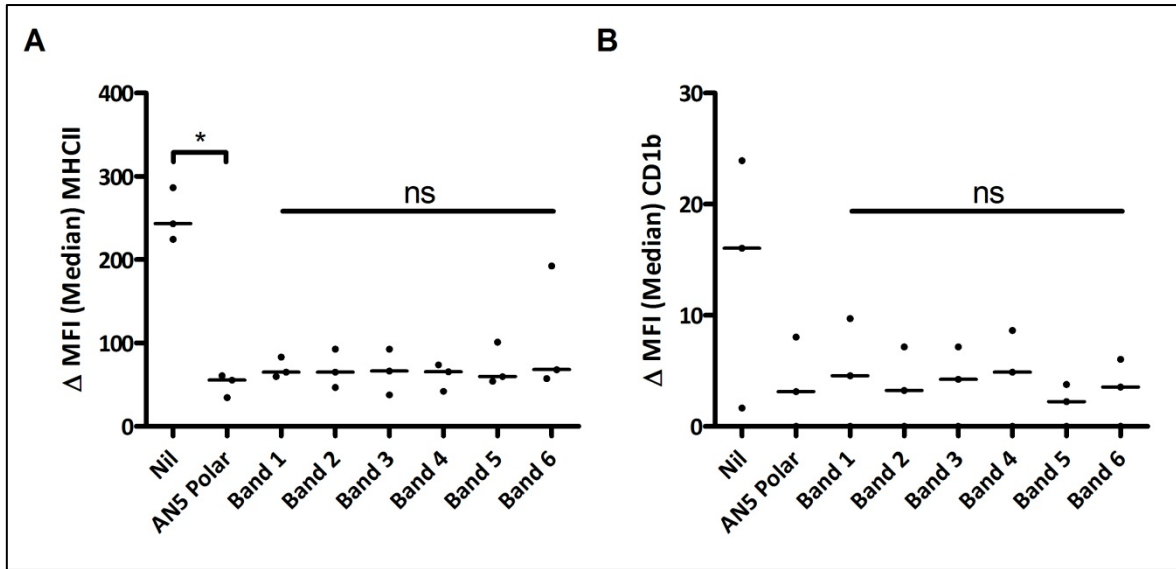 A
Δ MFI (Median) MHCII
400
300
200
100
0
*
ns
Nil
AN5 Polar
Band 1
Band 2
Band 3
Band 4
Band 5
Band 6
B
Δ MFI (Median) CD1b
30
20
10
0
ns
Nil
AN5 Polar
Band 1
Band 2
Band 3
Band 4
Band 5
Band 6